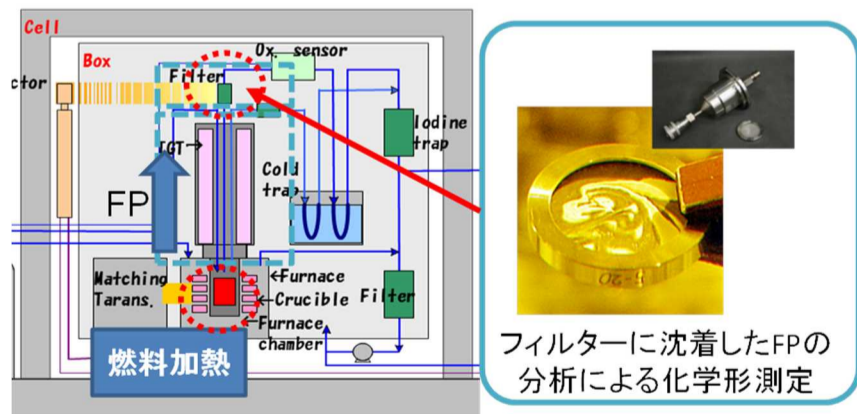 Cell
Box
Ox. sensor
ctor
Filter
Iodine
trap
TGT→
Cold
trap
FP
Matching
Tarans.
←Furnace
←Crucible
Furnace
chamber
Filter
燃料加熱
S-20
フィルターに沈着したFPの
分析による化学形測定